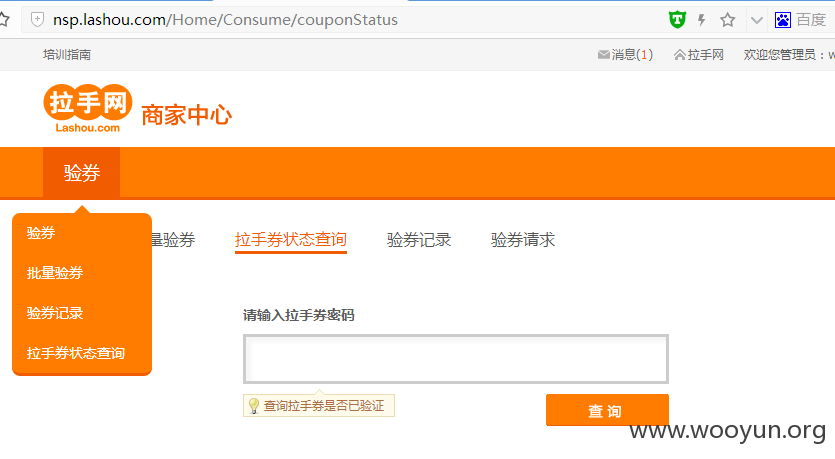 nsp.lashou.com/Home/Consume/couponStatus 百度
培训指南 消息(1) 拉手网 欢迎您管理员：w
拉手网
Lashou.com
商家中心
验券
验券
批量验券
验券记录
拉手券状态查询
量验券 拉手券状态查询 验券记录 验券请求
请输入拉手券密码
查询拉手券是否已验证
查 询
www.wooyun.org